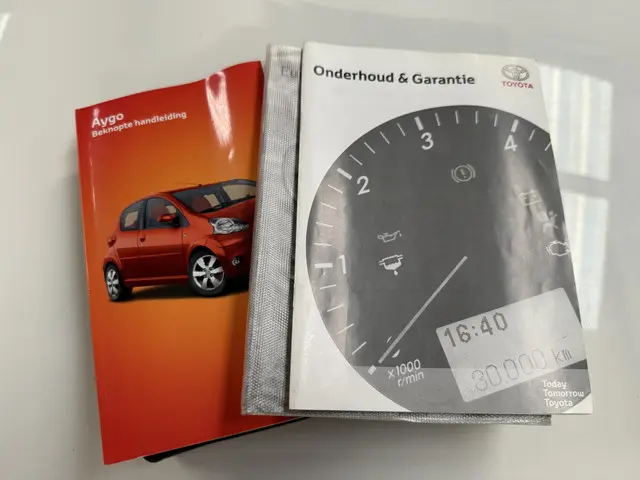 Aygo
Beknopte handleiding
Onderhoud & Garantie
TOYOTA
1
2
3
4
x1000
r/min
16:40
30.000 km
Today
Tomorrow
Toyota